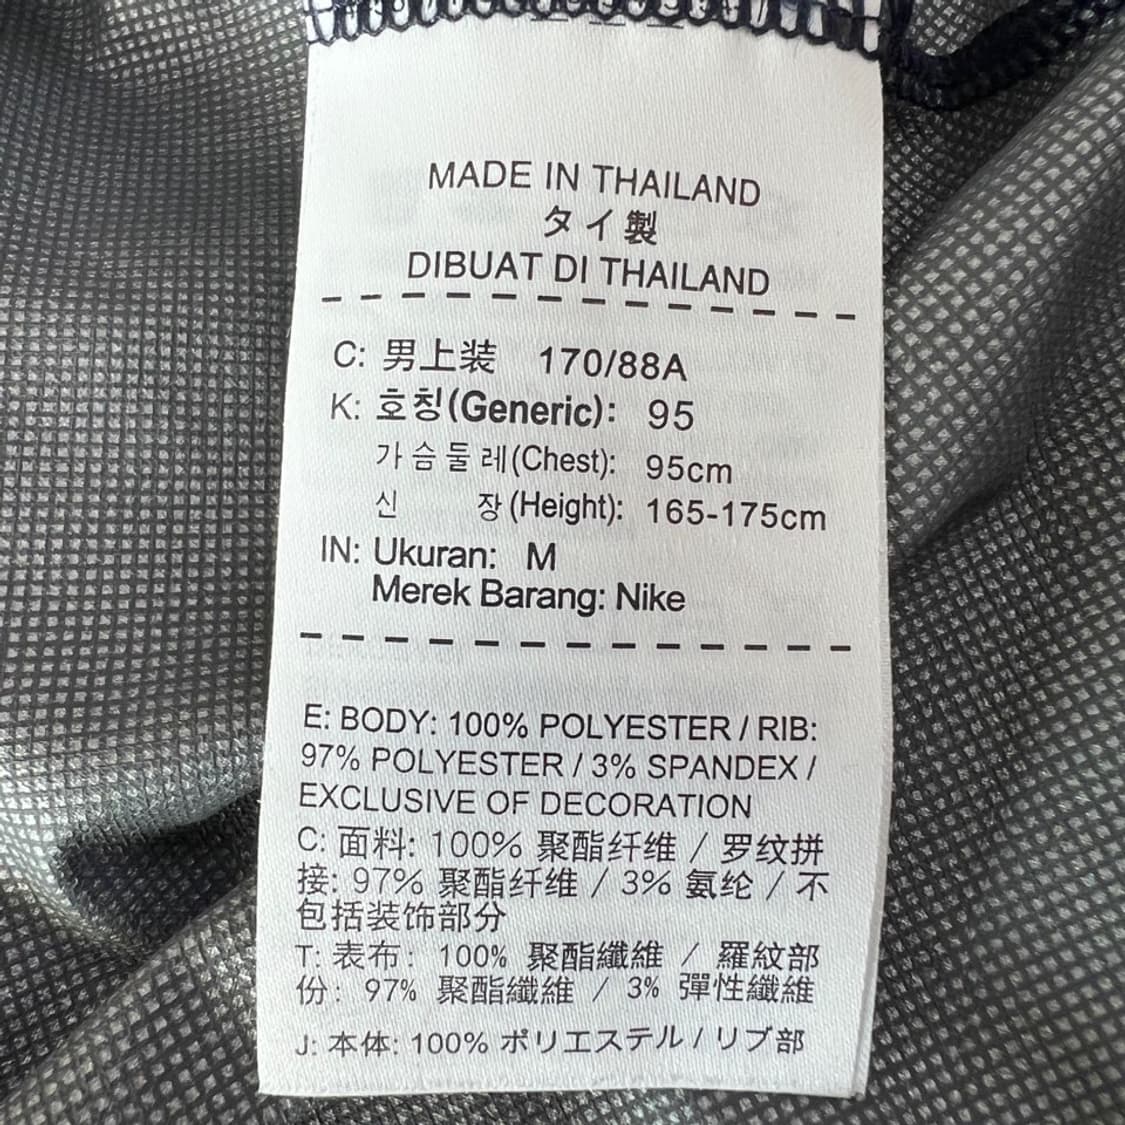 MADE IN THAILAND
タイ製
DIBUAT DI THAILAND
C: 男上装 170/88A
K: 호칭(Generic): 95
가슴둘레(Chest): 95cm
신 장(Height): 165-175cm
IN: Ukuran: M
Merek Barang: Nike
E: BODY: 100% POLYESTER / RIB:
97% POLYESTER / 3% SPANDEX /
EXCLUSIVE OF DECORATION
C: 面料: 100% 聚酯纤维 / 罗纹拼
接: 97% 聚酯纤维 / 3% 氨纶 / 不
包括装饰部分
T: 表布: 100% 聚酯纖維 / 羅紋部
份: 97% 聚酯纖維 / 3% 彈性纖維
J: 本体: 100% ポリエステル / リブ部